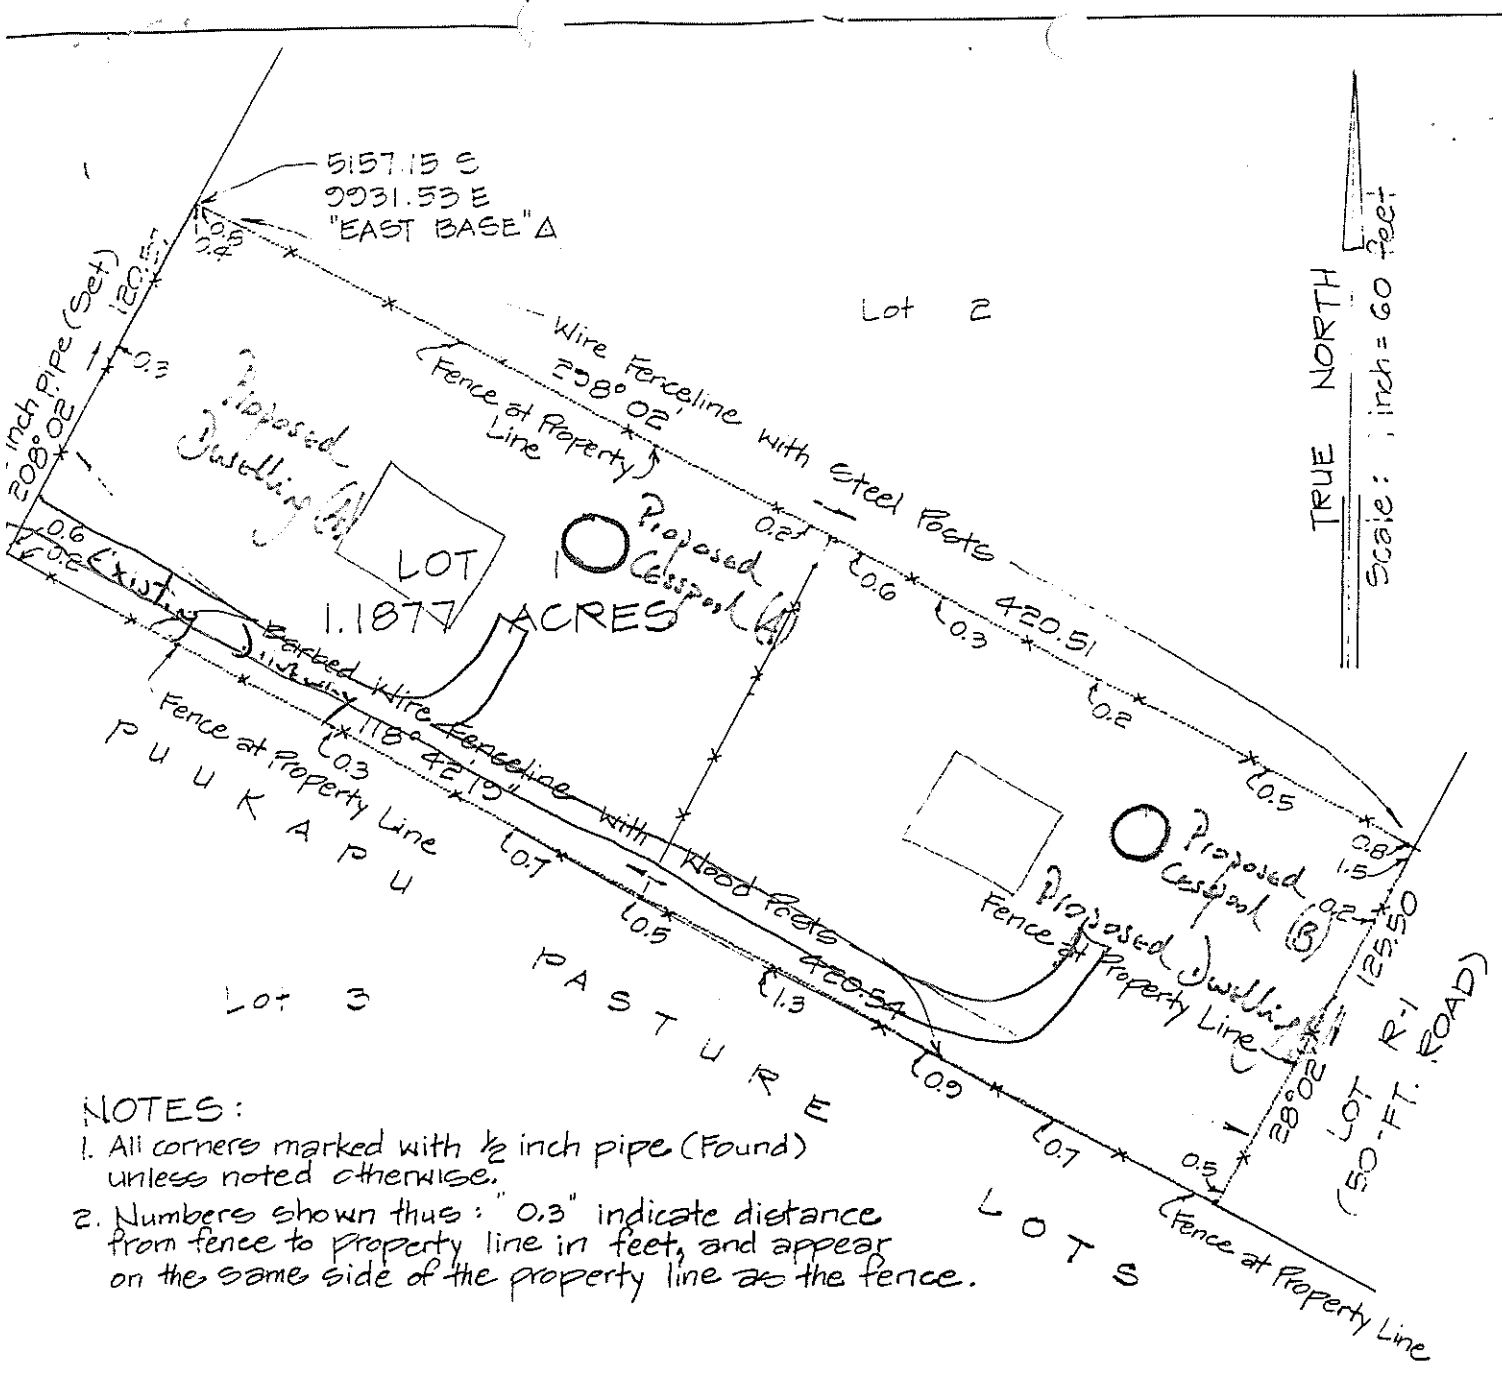 5157.15 S
9931.53 E
"EAST BASE" Δ
0.5
0.4
120.57
inch pipe (Set)
208° 02'
0.3
Lot 2
TRUE NORTH
Scale: 1 inch = 60 feet
Wire Fenceline with Steel Posts
298° 02'
420.51
Fence at Property
Line
Proposed
Dwelling (A)
Proposed
Cesspool (A)
LOT 1
1.1877 ACRES
0.2
0.6
0.3
0.2
0.5
0.8
1.5
0.2
0.6
0.2
Existing Driveway
Barbed Wire Fenceline with Wood Posts
118° 42' 19"
420.54
Fence at Property Line
0.3
0.7
0.5
1.3
0.9
0.7
0.5
Proposed
Cesspool (B)
Proposed Dwelling
Fence at Property Line
28° 02'
125.50
LOT R-1
(50-FT. ROAD)
PUUKAPU
PASTURE
LOTS
Lot 3
Fence at Property Line
NOTES:
1. All corners marked with 1/2 inch pipe (Found)
unless noted otherwise.
2. Numbers shown thus: "0.3" indicate distance
from fence to property line in feet, and appear
on the same side of the property line as the fence.